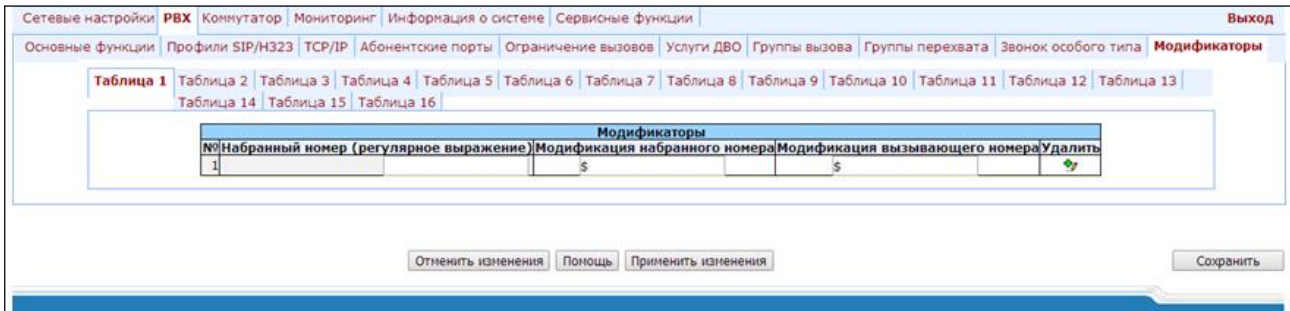 Сетевые настройки PBX Коммутатор Мониторинг Информация о системе Сервисные функции Выход
Основные функции Профили SIP/H323 TCP/IP Абонентские порты Ограничение вызовов Услуги ДВО Группы вызова Группы перехвата Звонок особого типа Модификаторы
Таблица 1 Таблица 2 Таблица 3 Таблица 4 Таблица 5 Таблица 6 Таблица 7 Таблица 8 Таблица 9 Таблица 10 Таблица 11 Таблица 12 Таблица 13
Таблица 14 Таблица 15 Таблица 16
Модификаторы
№ Набранный номер (регулярное выражение) Модификация набранного номера Модификация вызывающего номера Удалить
1 $ $
Отменить изменения Помощь Применить изменения Сохранить